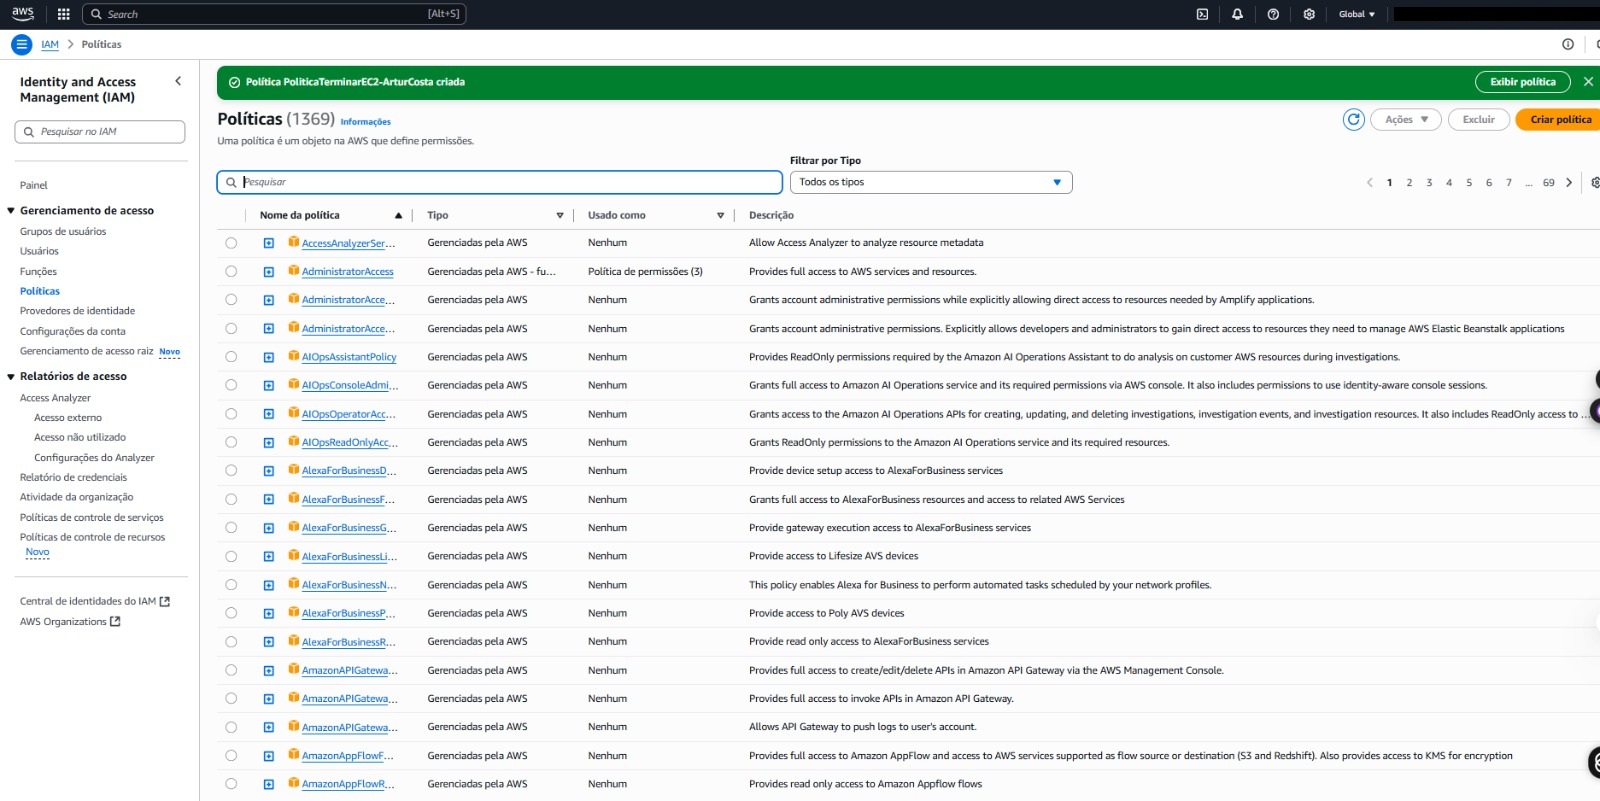 aws
Search [Alt+S]
Global
IAM > Políticas
Identity and Access Management (IAM)
Pesquisar no IAM
Painel
Gerenciamento de acesso
Grupos de usuários
Usuários
Funções
Políticas
Provedores de identidade
Configurações da conta
Gerenciamento de acesso raiz Novo
Relatórios de acesso
Access Analyzer
Acesso externo
Acesso não utilizado
Configurações do Analyzer
Relatório de credenciais
Atividade da organização
Políticas de controle de serviços
Políticas de controle de recursos
Novo
Central de identidades do IAM
AWS Organizations
Política PoliticaTerminarEC2-ArturCosta criada
Exibir política
Políticas (1369) Informações
Ações
Excluir
Criar política
Uma política é um objeto na AWS que define permissões.
Filtrar por Tipo
Pesquisar
Todos os tipos
1 2 3 4 5 6 7 ... 69
Nome da política Tipo Usado como Descrição
AccessAnalyzerSer... Gerenciadas pela AWS Nenhum Allow Access Analyzer to analyze resource metadata
AdministratorAccess Gerenciadas pela AWS - fu... Política de permissões (3) Provides full access to AWS services and resources.
AdministratorAcce... Gerenciadas pela AWS Nenhum Grants account administrative permissions while explicitly allowing direct access to resources needed by Amplify applications.
AdministratorAcce... Gerenciadas pela AWS Nenhum Grants account administrative permissions. Explicitly allows developers and administrators to gain direct access to resources they need to manage AWS Elastic Beanstalk applications
AIOpsAssistantPolicy Gerenciadas pela AWS Nenhum Provides ReadOnly permissions required by the Amazon AI Operations Assistant to do analysis on customer AWS resources during investigations.
AIOpsConsoleAdmi... Gerenciadas pela AWS Nenhum Grants full access to Amazon AI Operations service and its required permissions via AWS console. It also includes permissions to use identity-aware console sessions.
AIOpsOperatorAcc... Gerenciadas pela AWS Nenhum Grants access to the Amazon AI Operations APIs for creating, updating, and deleting investigations, investigation events, and investigation resources. It also includes ReadOnly access to ...
AIOpsReadOnlyAcc... Gerenciadas pela AWS Nenhum Grants ReadOnly permissions to the Amazon AI Operations service and its required resources.
AlexaForBusinessD... Gerenciadas pela AWS Nenhum Provide device setup access to AlexaForBusiness services
AlexaForBusinessF... Gerenciadas pela AWS Nenhum Grants full access to AlexaForBusiness resources and access to related AWS Services
AlexaForBusinessG... Gerenciadas pela AWS Nenhum Provide gateway execution access to AlexaForBusiness services
AlexaForBusinessLi... Gerenciadas pela AWS Nenhum Provide access to Lifesize AVS devices
AlexaForBusinessN... Gerenciadas pela AWS Nenhum This policy enables Alexa for Business to perform automated tasks scheduled by your network profiles.
AlexaForBusinessP... Gerenciadas pela AWS Nenhum Provide access to Poly AVS devices
AlexaForBusinessR... Gerenciadas pela AWS Nenhum Provide read only access to AlexaForBusiness services
AmazonAPIGatewa... Gerenciadas pela AWS Nenhum Provides full access to create/edit/delete APIs in Amazon API Gateway via the AWS Management Console.
AmazonAPIGatewa... Gerenciadas pela AWS Nenhum Provides full access to invoke APIs in Amazon API Gateway.
AmazonAPIGatewa... Gerenciadas pela AWS Nenhum Allows API Gateway to push logs to user's account.
AmazonAppFlowF... Gerenciadas pela AWS Nenhum Provides full access to Amazon AppFlow and access to AWS services supported as flow source or destination (S3 and Redshift). Also provides access to KMS for encryption
AmazonAppFlowR... Gerenciadas pela AWS Nenhum Provides read only access to Amazon Appflow flows